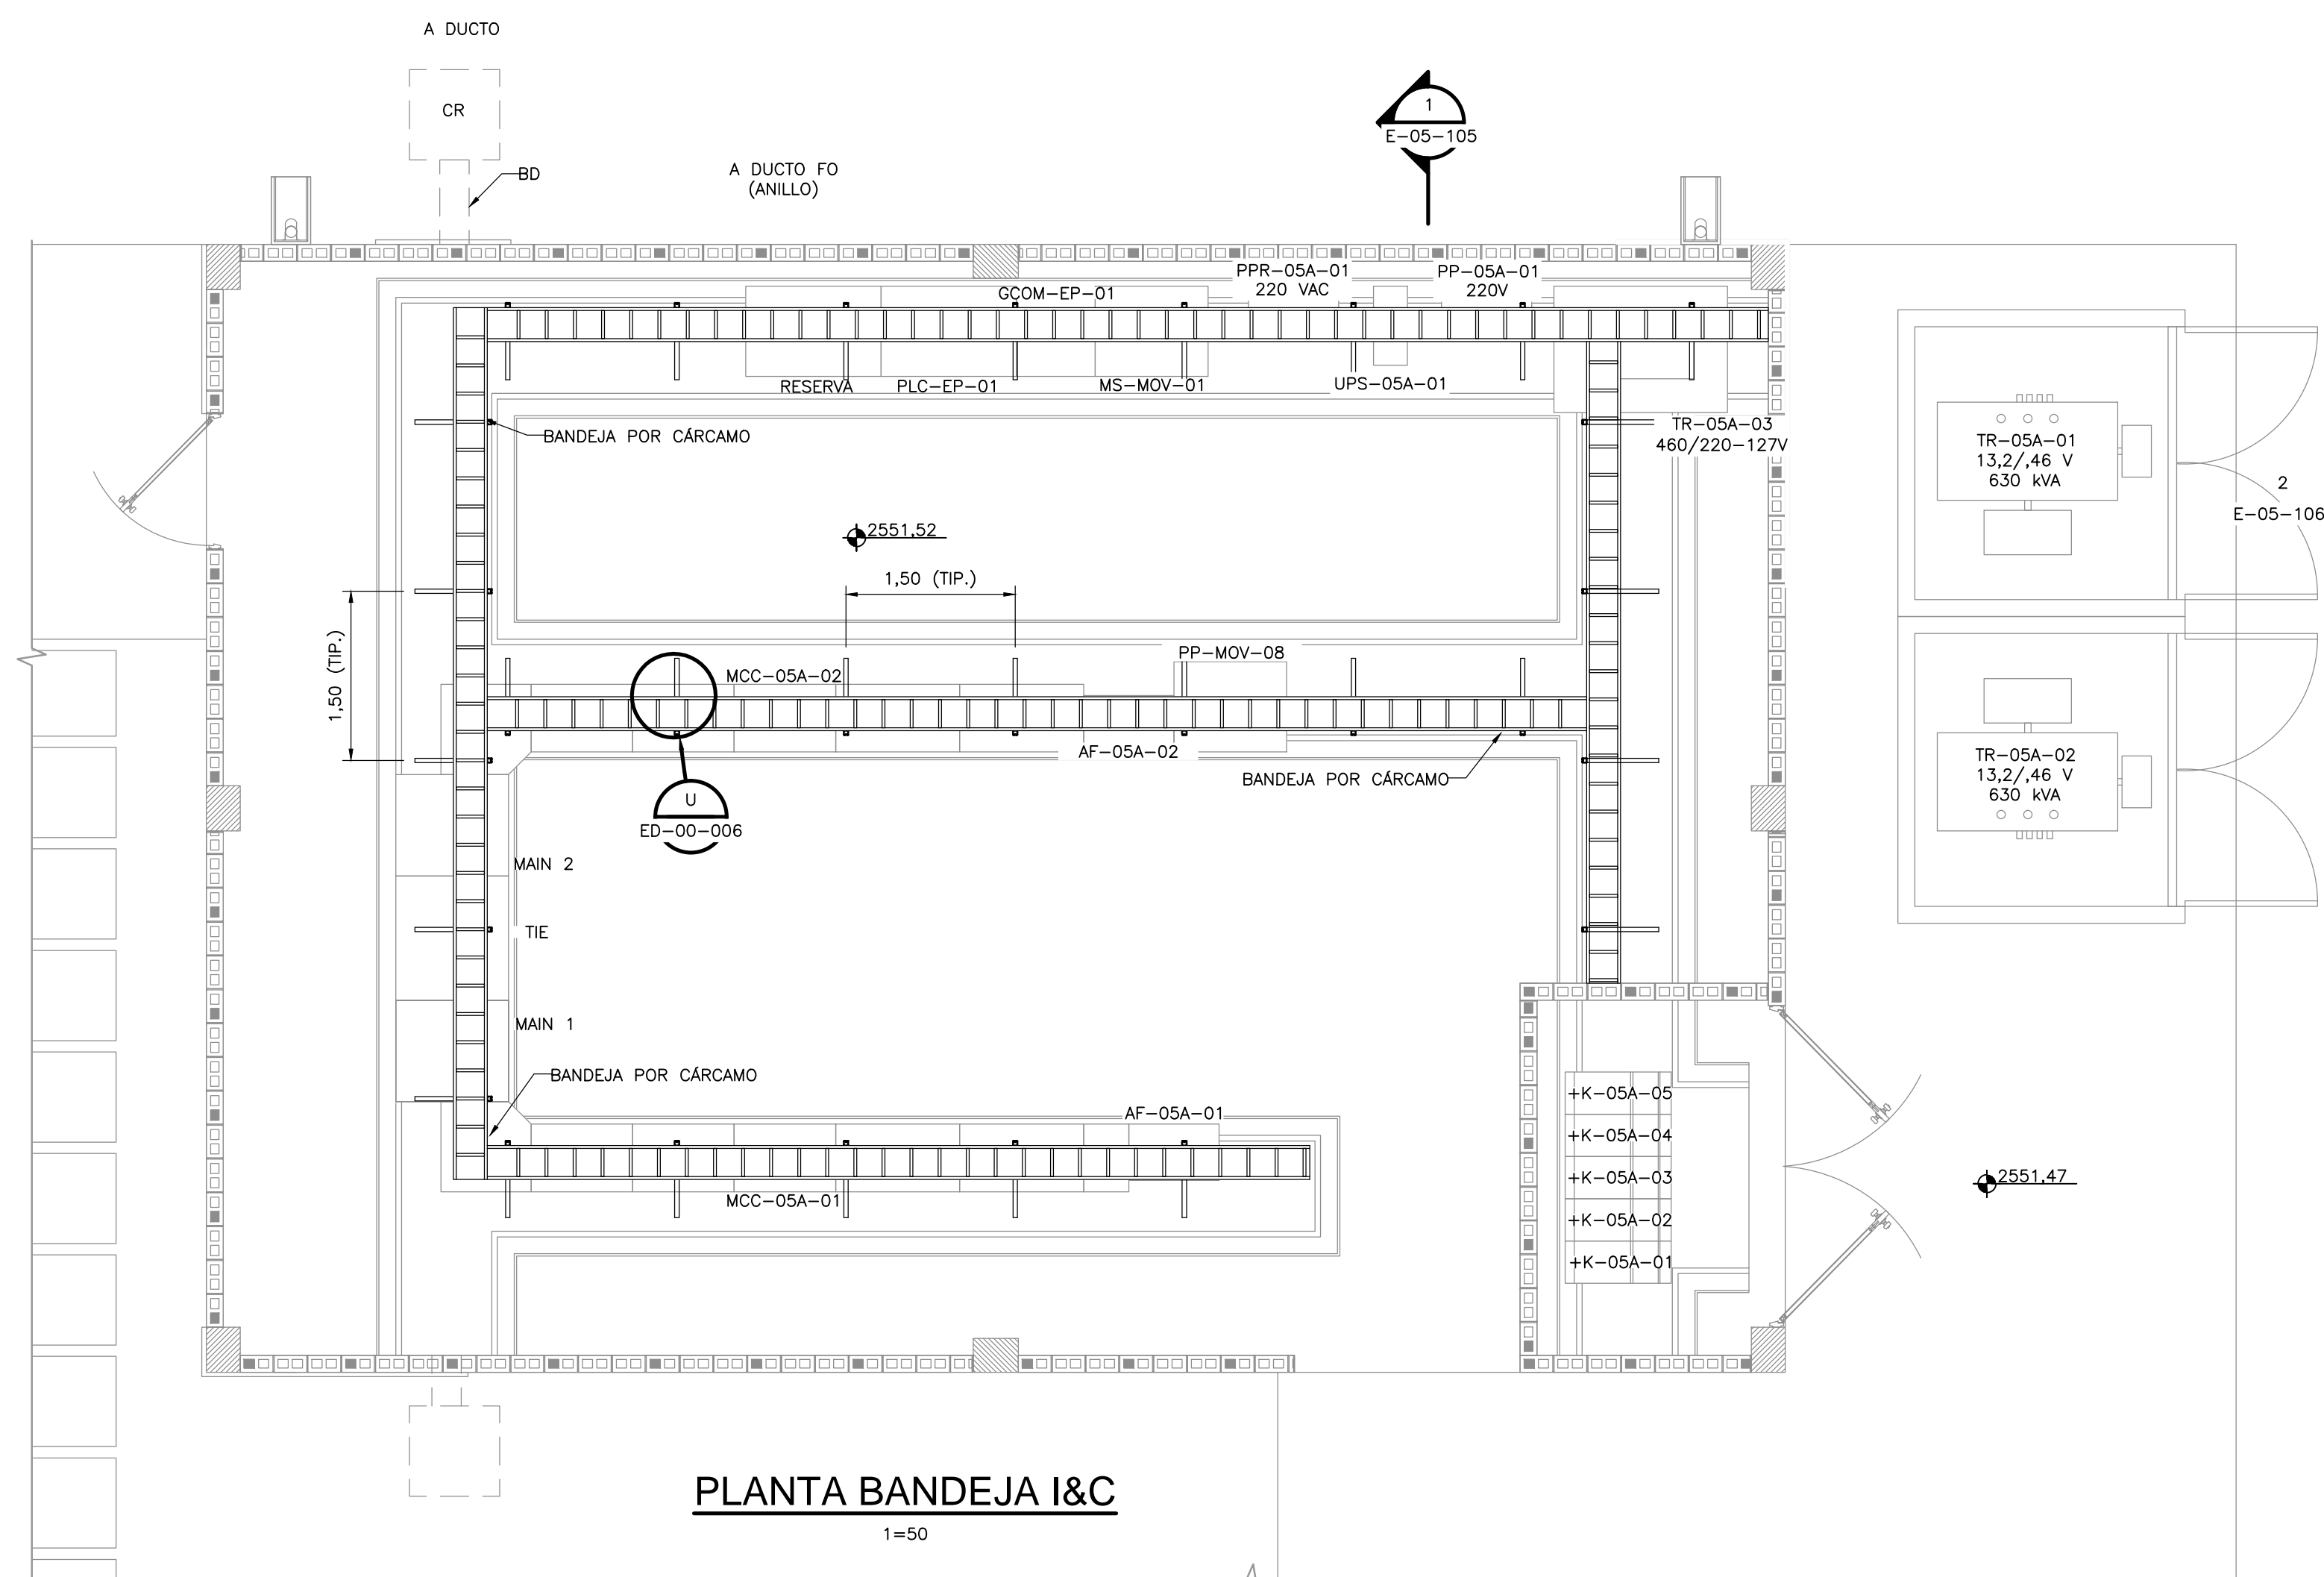 A DUCTO
CR
BD
A DUCTO FO
(ANILLO)
1
E-05-105
PPR-05A-01
220 VAC
PP-05A-01
220V
GCOM-EP-01
RESERVA
PLC-EP-01
MS-MOV-01
UPS-05A-01
BANDEJA POR CÁRCAMO
TR-05A-03
460/220-127V
TR-05A-01
13,2/,46 V
630 kVA
2
E-05-106
2551,52
1,50 (TIP.)
1,50 (TIP.)
PP-MOV-08
MCC-05A-02
AF-05A-02
BANDEJA POR CÁRCAMO
TR-05A-02
13,2/,46 V
630 kVA
U
ED-00-006
MAIN 2
TIE
MAIN 1
BANDEJA POR CÁRCAMO
AF-05A-01
MCC-05A-01
+K-05A-05
+K-05A-04
+K-05A-03
+K-05A-02
+K-05A-01
2551,47
PLANTA BANDEJA I&C
1=50